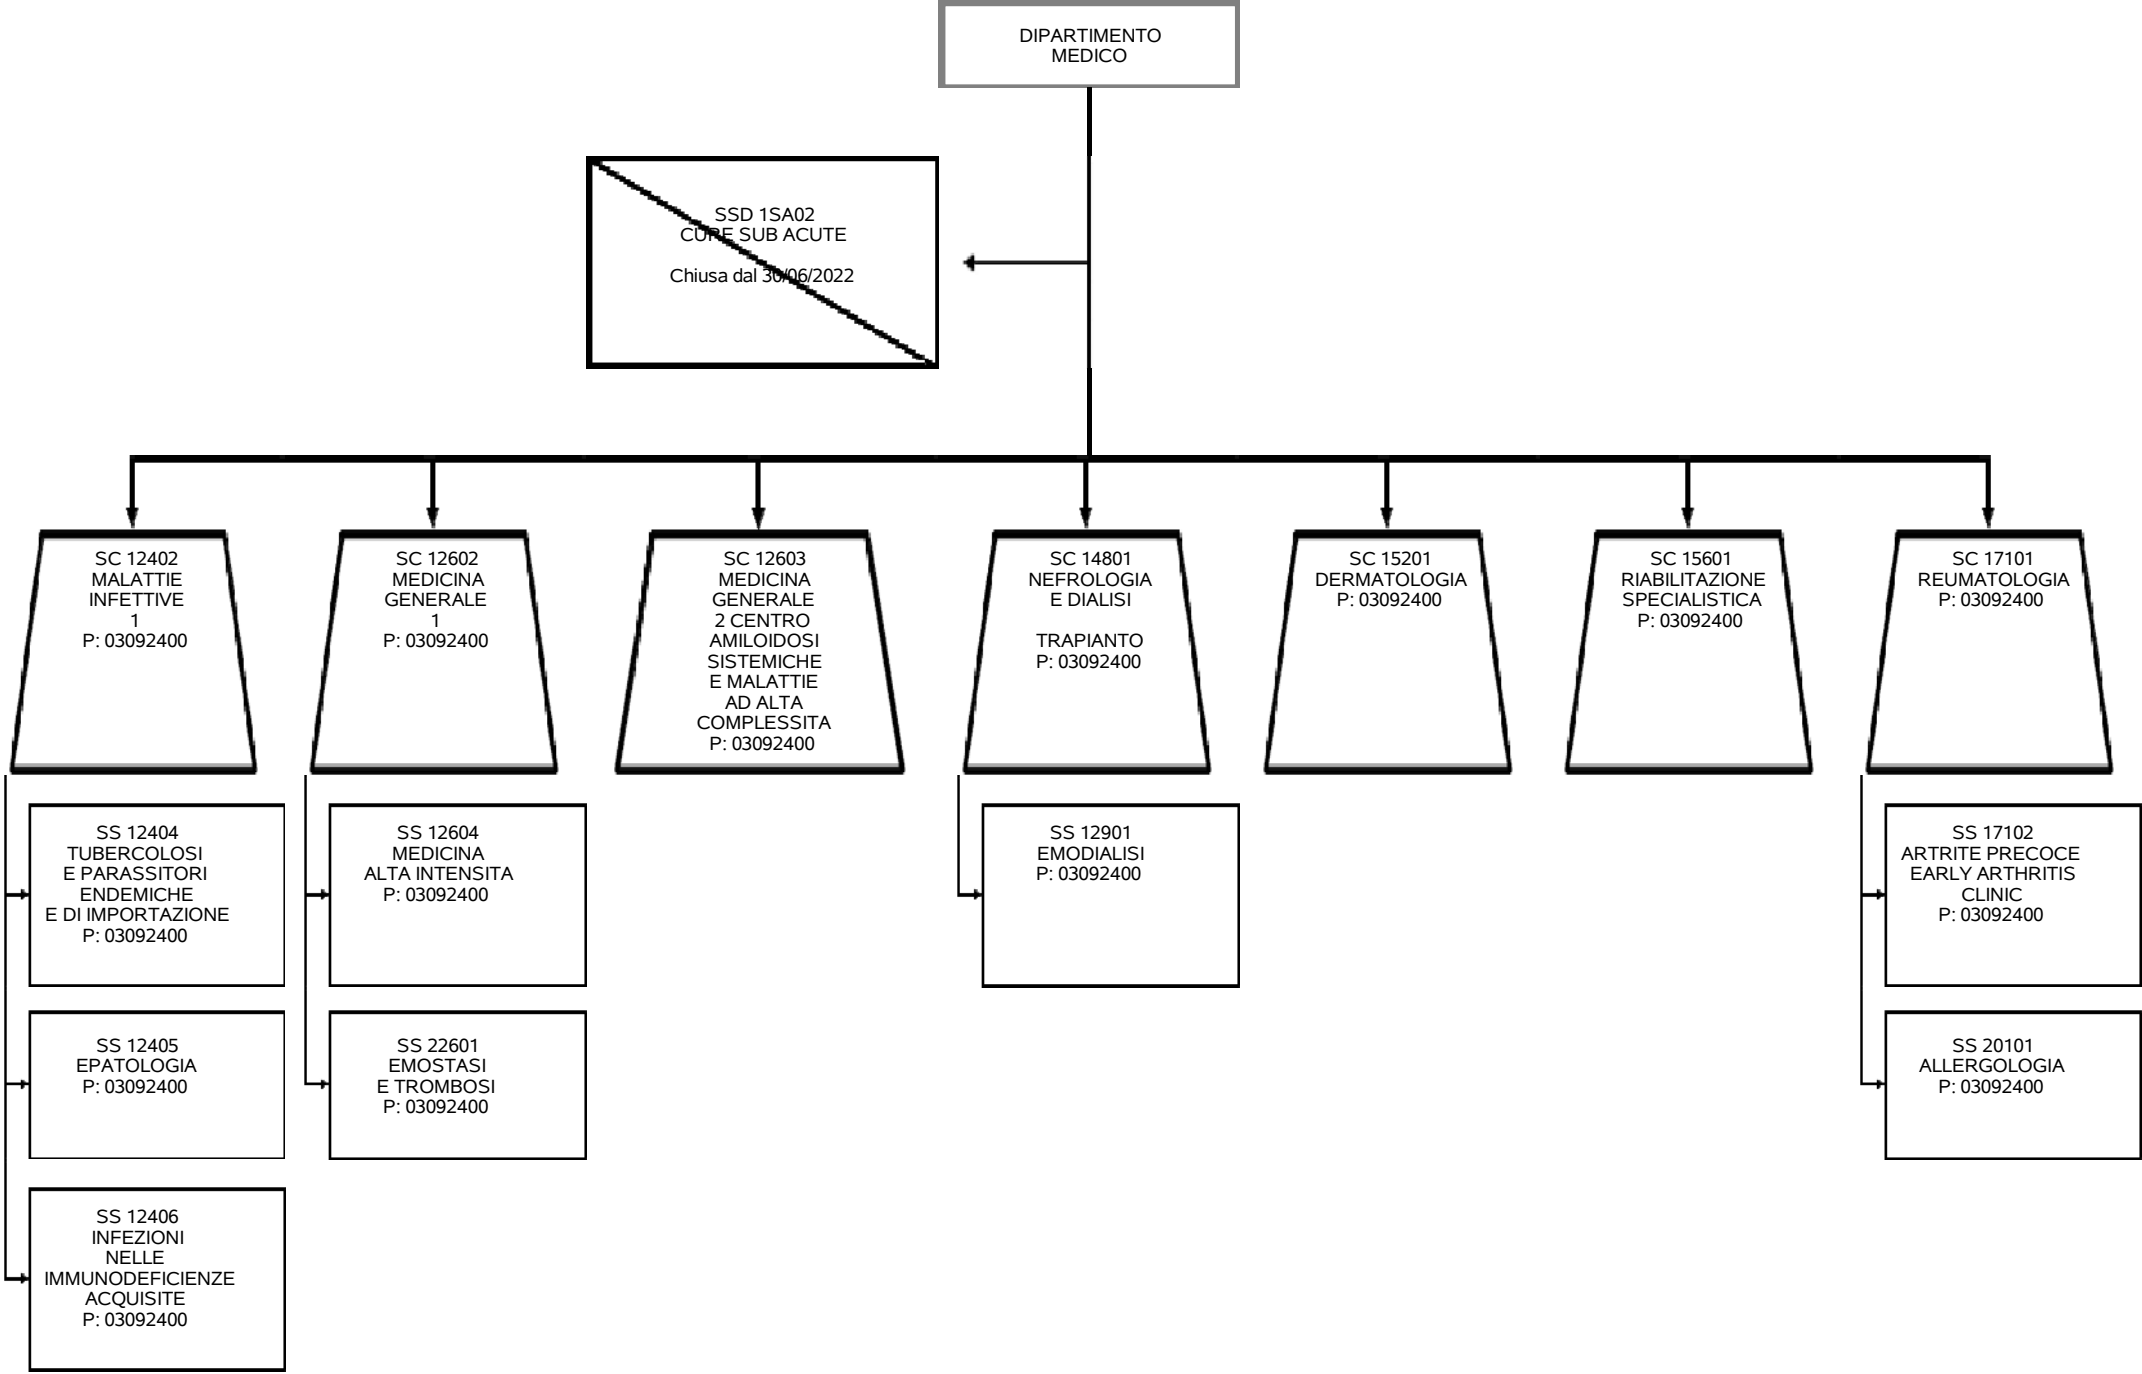 DIPARTIMENTO
MEDICO
SSD 1SA02
CURE SUB ACUTE
Chiusa dal 30/06/2022
SC 12402
MALATTIE
INFETTIVE
1
P: 03092400
SC 12602
MEDICINA
GENERALE
1
P: 03092400
SC 12603
MEDICINA
GENERALE
2 CENTRO
AMILOIDOSI
SISTEMICHE
E MALATTIE
AD ALTA
COMPLESSITA
P: 03092400
SC 14801
NEFROLOGIA
E DIALISI
TRAPIANTO
P: 03092400
SC 15201
DERMATOLOGIA
P: 03092400
SC 15601
RIABILITAZIONE
SPECIALISTICA
P: 03092400
SC 17101
REUMATOLOGIA
P: 03092400
SS 12404
TUBERCOLOSI
E PARASSITORI
ENDEMICHE
E DI IMPORTAZIONE
P: 03092400
SS 12604
MEDICINA
ALTA INTENSITA
P: 03092400
SS 12901
EMODIALISI
P: 03092400
SS 17102
ARTRITE PRECOCE
EARLY ARTHRITIS
CLINIC
P: 03092400
SS 12405
EPATOLOGIA
P: 03092400
SS 22601
EMOSTASI
E TROMBOSI
P: 03092400
SS 20101
ALLERGOLOGIA
P: 03092400
SS 12406
INFEZIONI
NELLE
IMMUNODEFICIENZE
ACQUISITE
P: 03092400